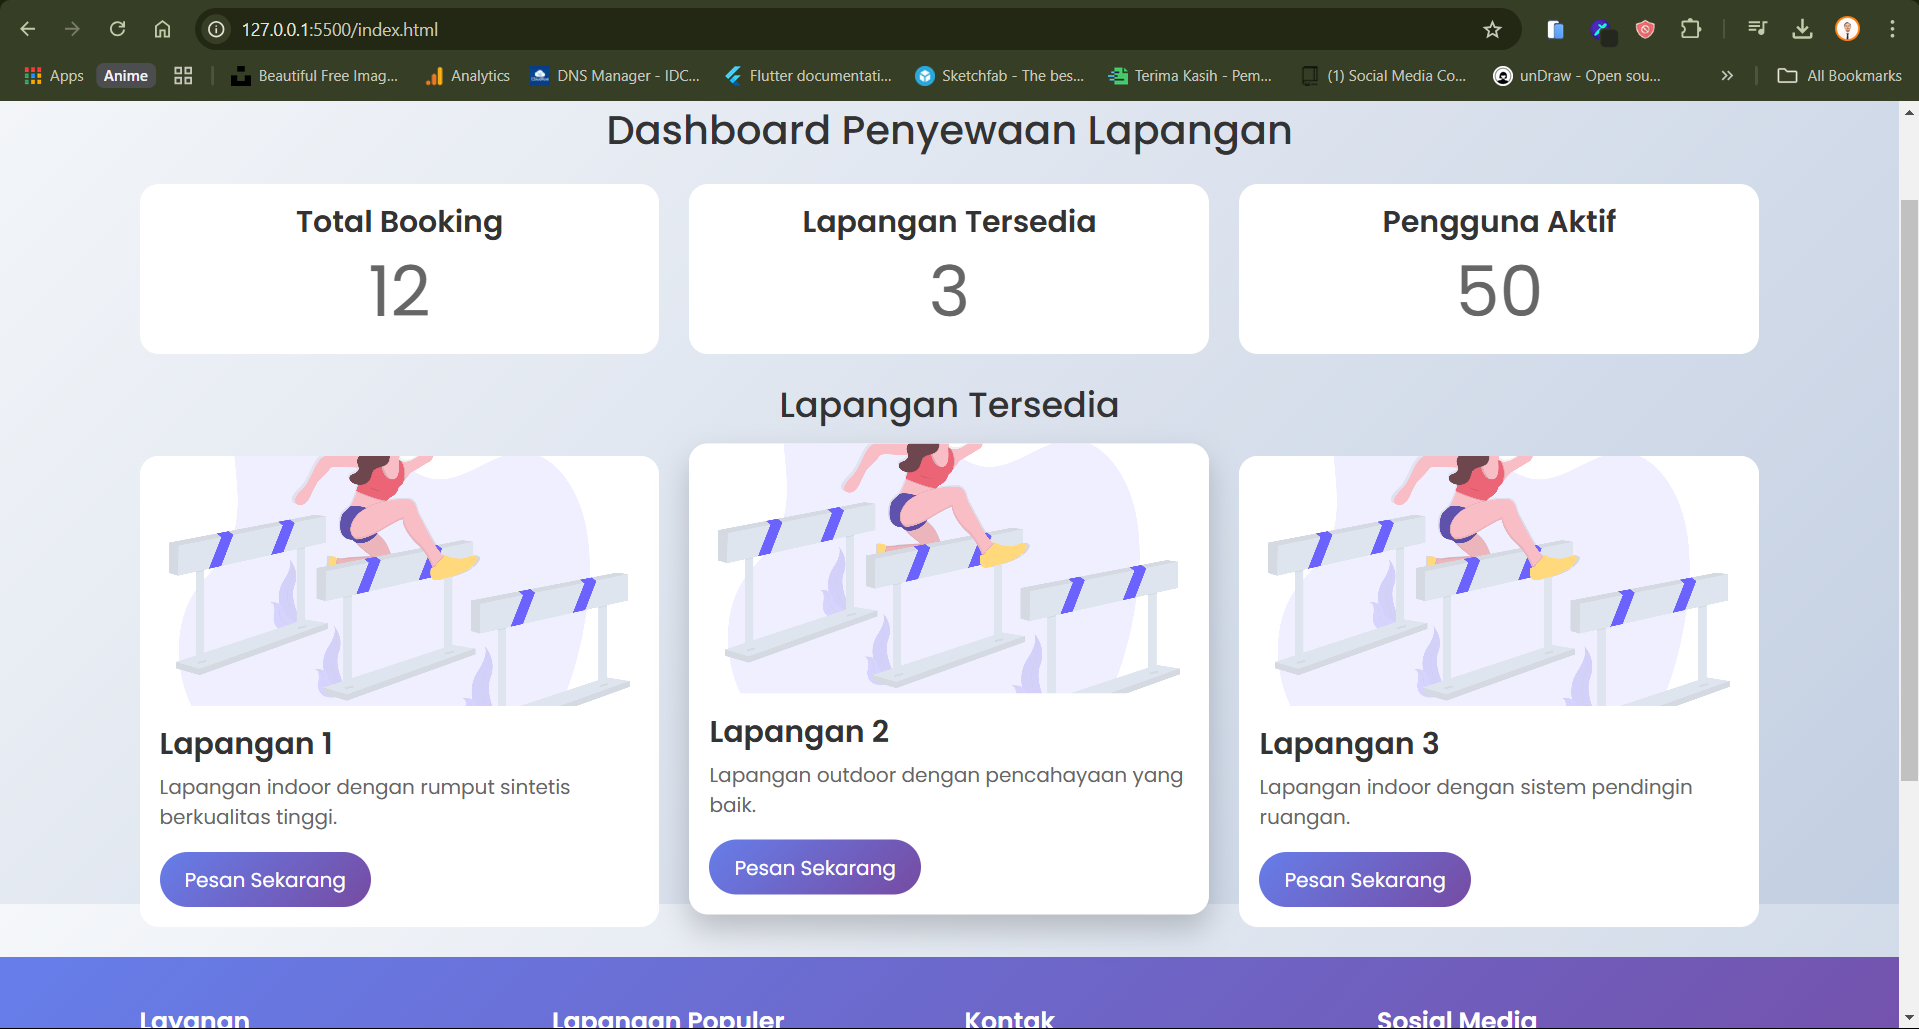 127.0.0.1:5500/index.html
Apps
Anime
Beautiful Free Imag...
Analytics
DNS Manager - IDC...
Flutter documentati...
Sketchfab - The bes...
Terima Kasih - Pem...
(1) Social Media Co...
unDraw - Open sou...
All Bookmarks
Dashboard Penyewaan Lapangan
Total Booking
12
Lapangan Tersedia
3
Pengguna Aktif
50
Lapangan Tersedia
Lapangan 1
Lapangan indoor dengan rumput sintetis
berkualitas tinggi.
Pesan Sekarang
Lapangan 2
Lapangan outdoor dengan pencahayaan yang
baik.
Pesan Sekarang
Lapangan 3
Lapangan indoor dengan sistem pendingin
ruangan.
Pesan Sekarang
Layanan
Lapangan Populer
Kontak
Sosial Media